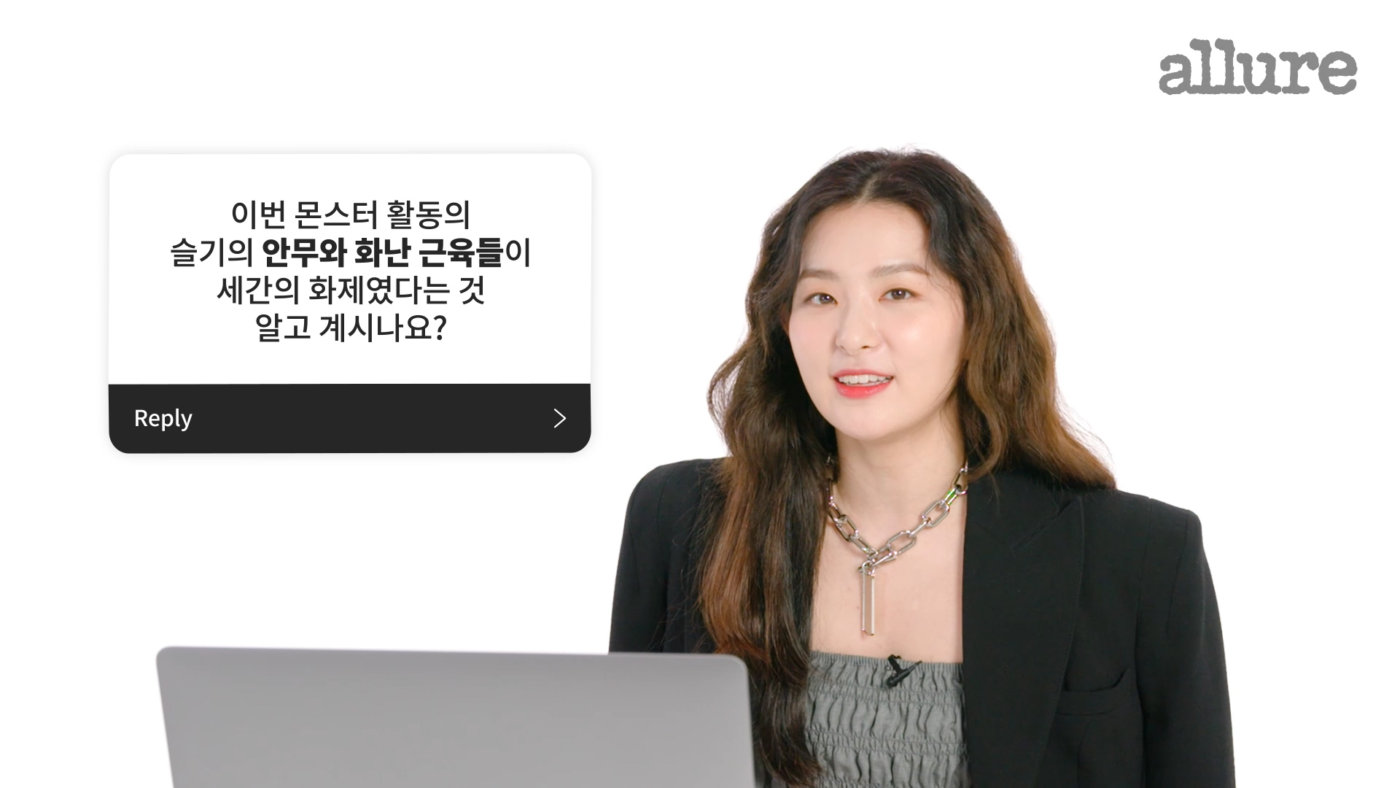 allure
이번 몬스터 활동의
슬기의 안무와 화난 근육들이
세간의 화제였다는 것
알고 계시나요?
Reply